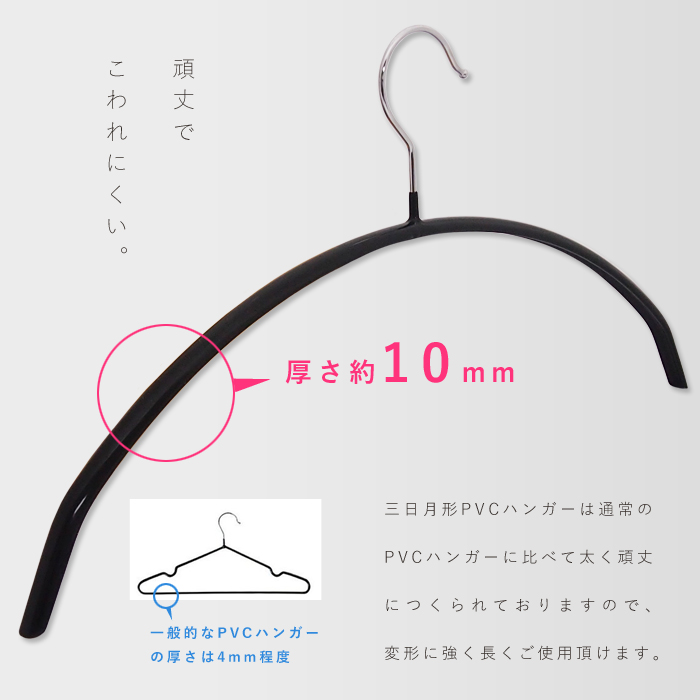 頑丈で
こわれにくい。
厚さ約10mm
三日月形PVCハンガーは通常の
PVCハンガーに比べて太く頑丈
につくられておりますので、
変形に強く長くご使用頂けます。
一般的なPVCハンガー
の厚さは4mm程度